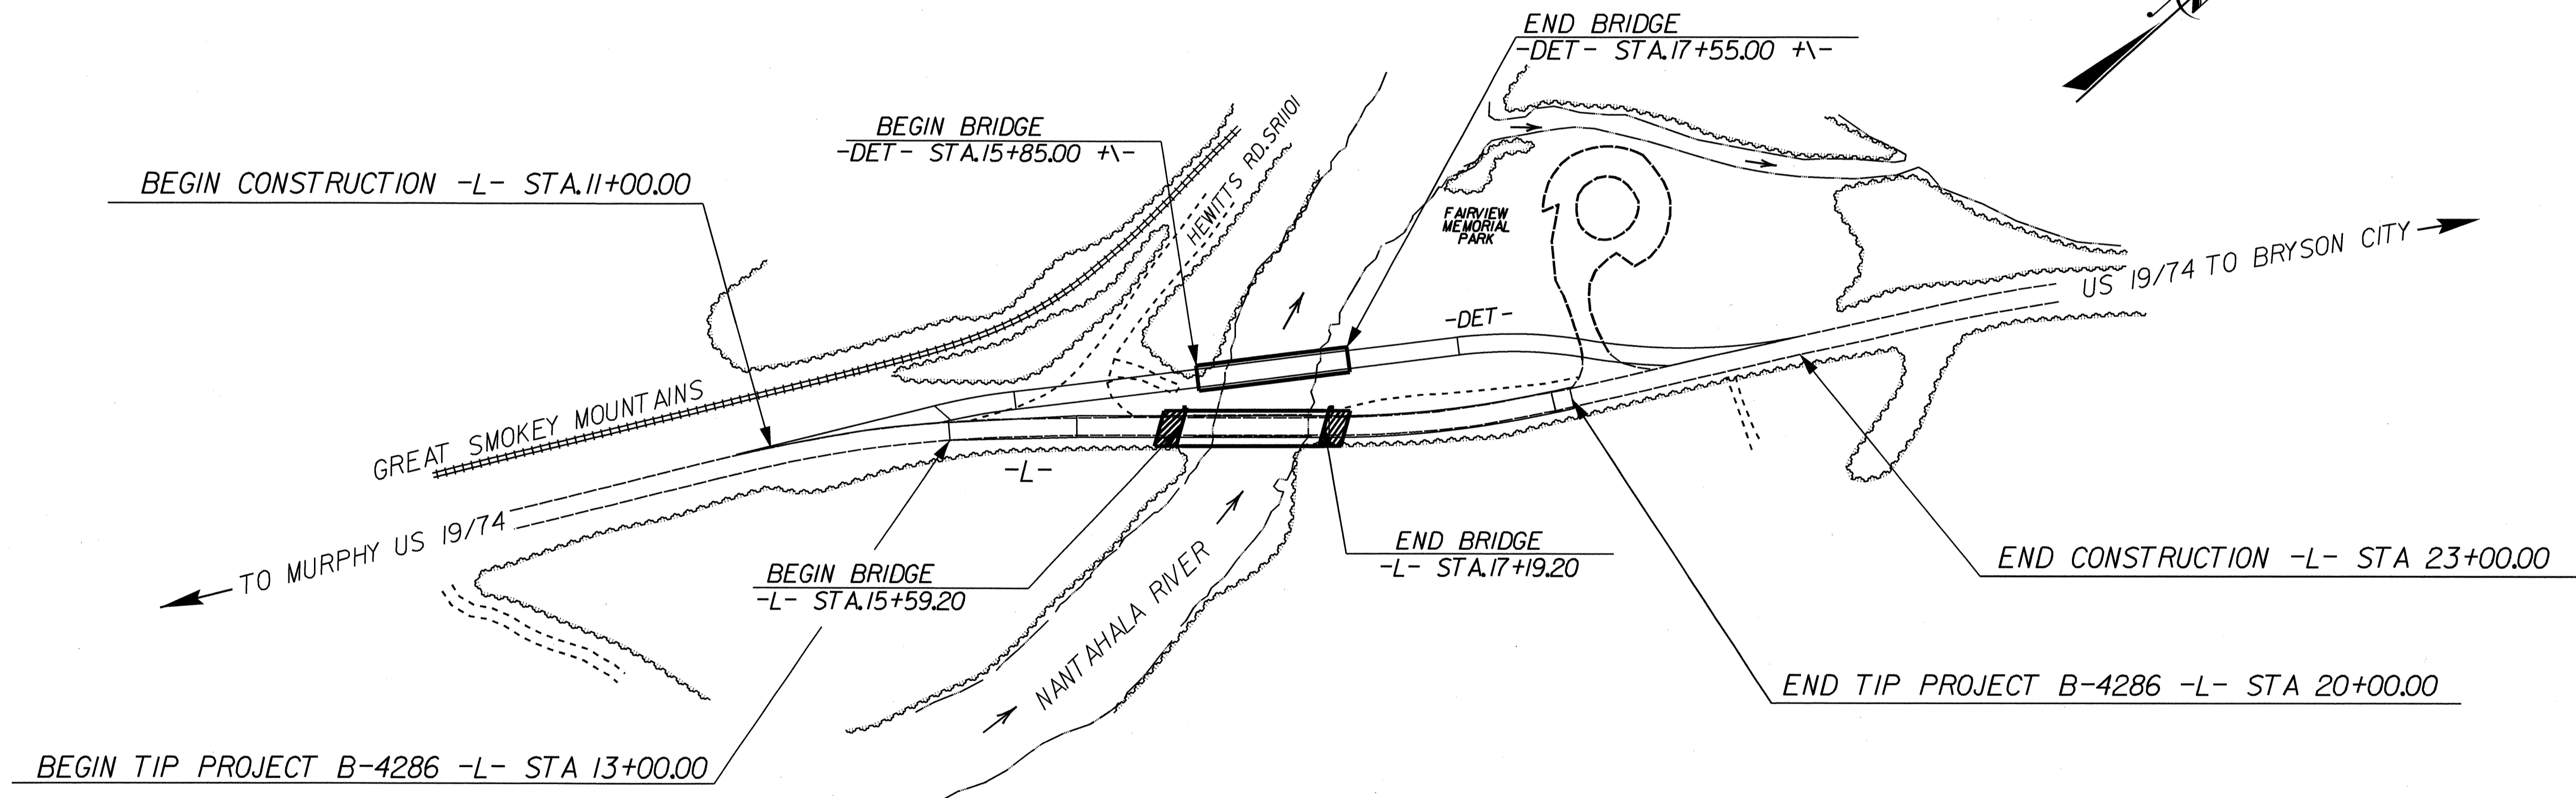 END BRIDGE
-DET- STA.17+55.00 +\-
BEGIN BRIDGE
-DET- STA.15+85.00 +\-
BEGIN CONSTRUCTION -L- STA.11+00.00
HEWITTS RD. SR1101
FAIRVIEW
MEMORIAL
PARK
US 19/74 TO BRYSON CITY
-DET-
GREAT SMOKEY MOUNTAINS
-L-
TO MURPHY US 19/74
END BRIDGE
-L- STA.17+19.20
END CONSTRUCTION -L- STA 23+00.00
BEGIN BRIDGE
-L- STA.15+59.20
NANTAHALA RIVER
END TIP PROJECT B-4286 -L- STA 20+00.00
BEGIN TIP PROJECT B-4286 -L- STA 13+00.00